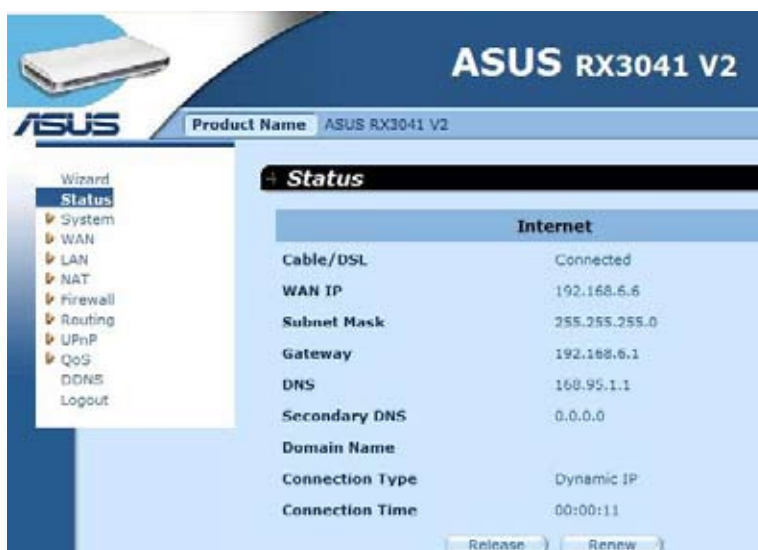 ASUS RX3041 V2
ASUS
Product Name ASUS RX3041 V2
Wizard
Status
System
WAN
LAN
NAT
Firewall
Routing
UPnP
QoS
DDNS
Logout
Status
Internet
Cable/DSL Connected
WAN IP 192.168.6.6
Subnet Mask 255.255.255.0
Gateway 192.168.6.1
DNS 168.95.1.1
Secondary DNS 0.0.0.0
Domain Name
Connection Type Dynamic IP
Connection Time 00:00:11
Release Renew